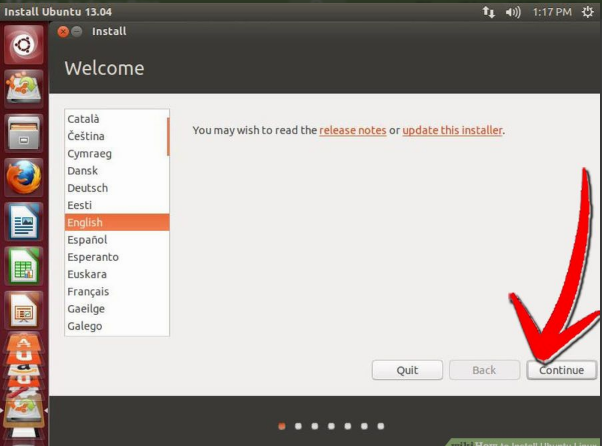 Install Ubuntu 13.04
1:17 PM
Install
Welcome
Català
Čeština
Cymraeg
Dansk
Deutsch
Eesti
English
Español
Esperanto
Euskara
Français
Gaeilge
Galego
You may wish to read the release notes or update this installer.
Quit
Back
Continue
wiki How to Install Ubuntu Linux